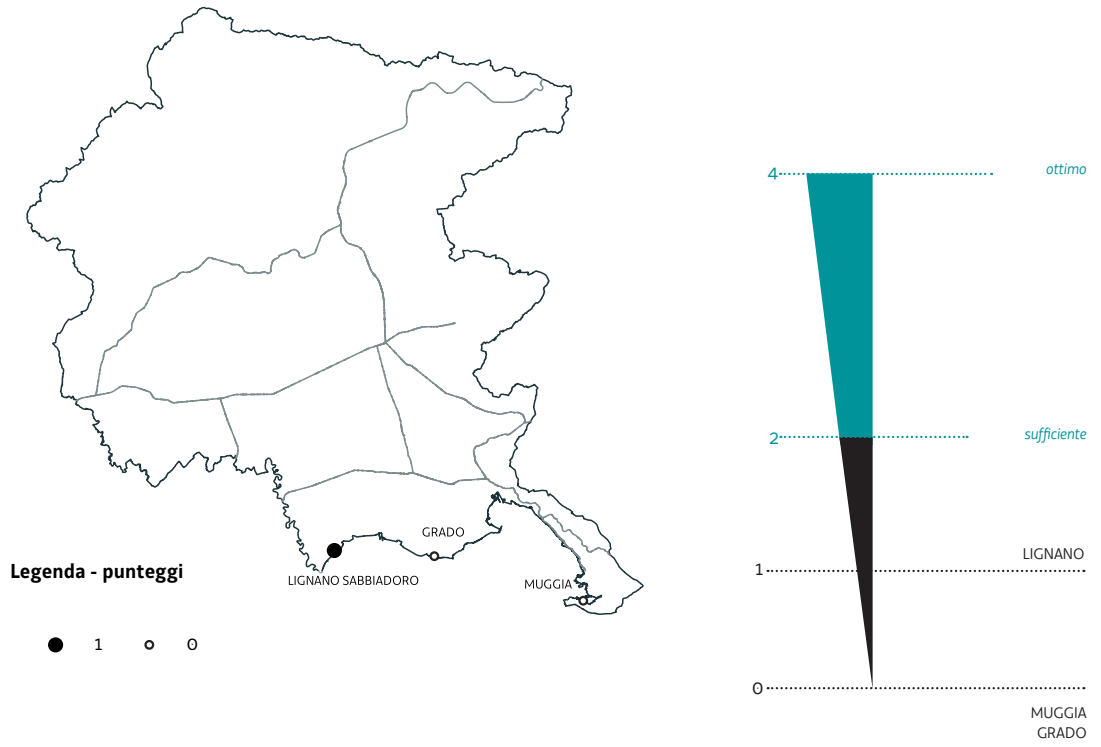 GRADO
LIGNANO SABBIADORO
MUGGIA
Legenda - punteggi
1 0
4 ottimo
2 sufficiente
LIGNANO
1
0
MUGGIA
GRADO